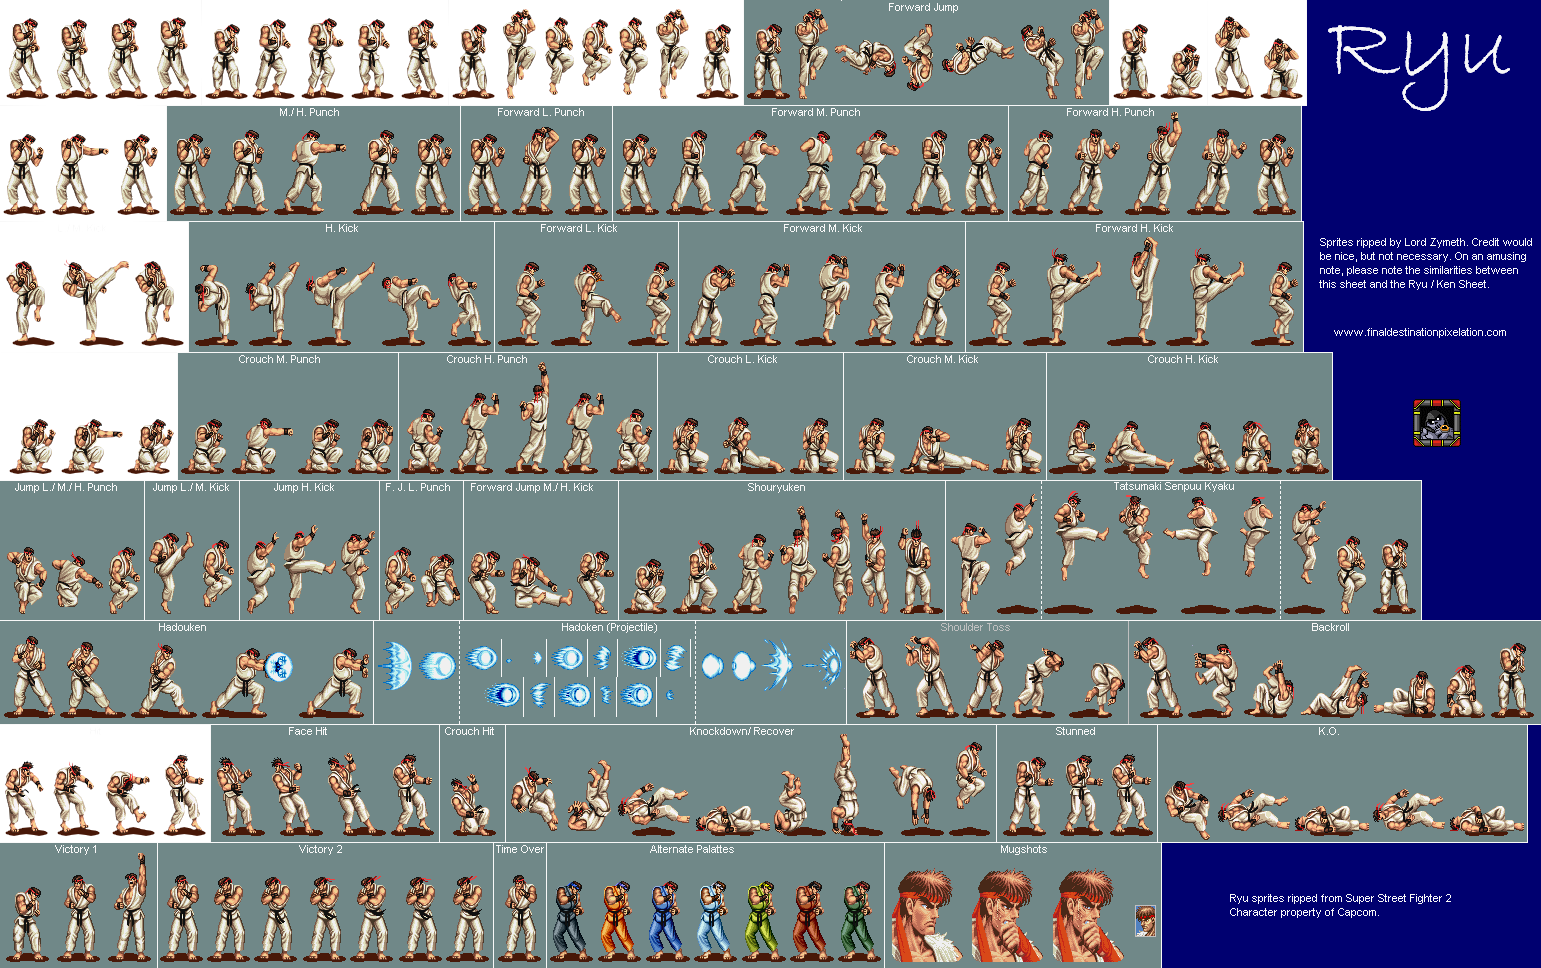 Forward Jump
Ryu
M./ H. Punch
Forward L. Punch
Forward M. Punch
Forward H. Punch
H. Kick
Forward L. Kick
Forward M. Kick
Forward H. Kick
Sprites ripped by Lord Zymeth. Credit would
be nice, but not necessary. On an amusing
note, please note the similarities between
this sheet and the Ryu / Ken Sheet.
www.finaldestinationpixelation.com
Crouch M. Punch
Crouch H. Punch
Crouch L. Kick
Crouch M. Kick
Crouch H. Kick
Jump L./ M./ H. Punch
Jump L./ M. Kick
Jump H. Kick
F. J. L. Punch
Forward Jump M./ H. Kick
Shouryuken
Tatsumaki Senpuu Kyaku
Hadouken
Hadoken (Projectile)
Shoulder Toss
Backroll
Face Hit
Crouch Hit
Knockdown/ Recover
Stunned
K.O.
Victory 1
Victory 2
Time Over
Alternate Palattes
Mugshots
Ryu sprites ripped from Super Street Fighter 2
Character property of Capcom.